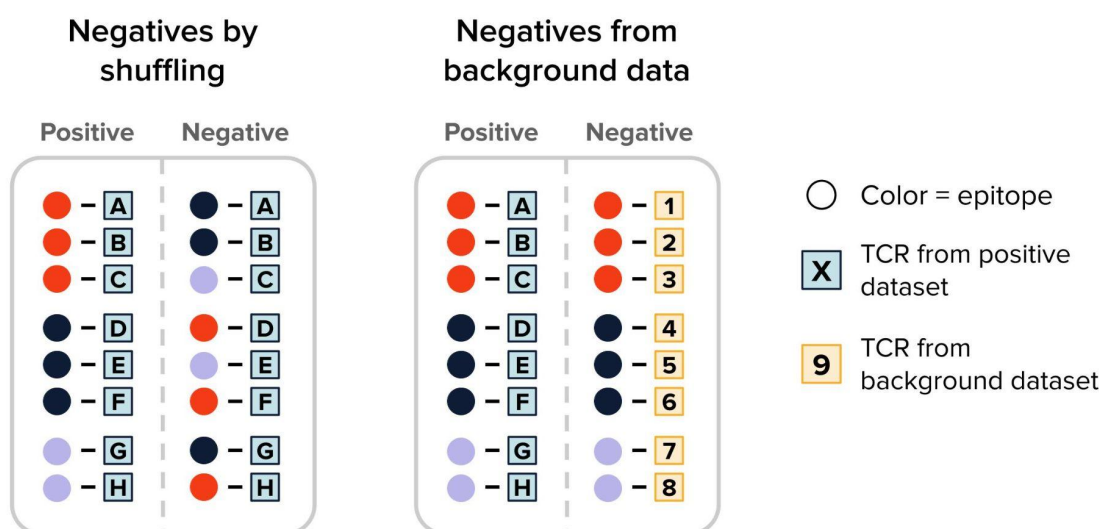 Negatives by
shuffling
Negatives from
background data
Positive Negative
Positive Negative
A A
B B
C C
D D
E E
F F
G G
H H
A 1
B 2
C 3
D 4
E 5
F 6
G 7
H 8
Color = epitope
X TCR from positive
dataset
9 TCR from
background dataset